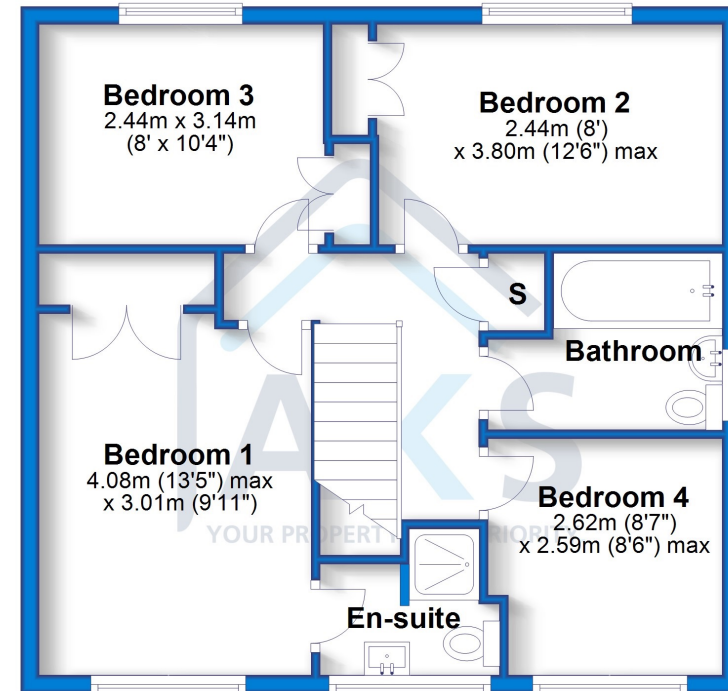 Bedroom 3
2.44m x 3.14m
(8' x 10'4")
Bedroom 2
2.44m (8')
x 3.80m (12'6") max
S
Bathroom
Bedroom 1
4.08m (13'5") max
x 3.01m (9'11")
AKS
YOUR PROPERTY RIORITY
Bedroom 4
2.62m (8'7")
x 2.59m (8'6") max
En-suite